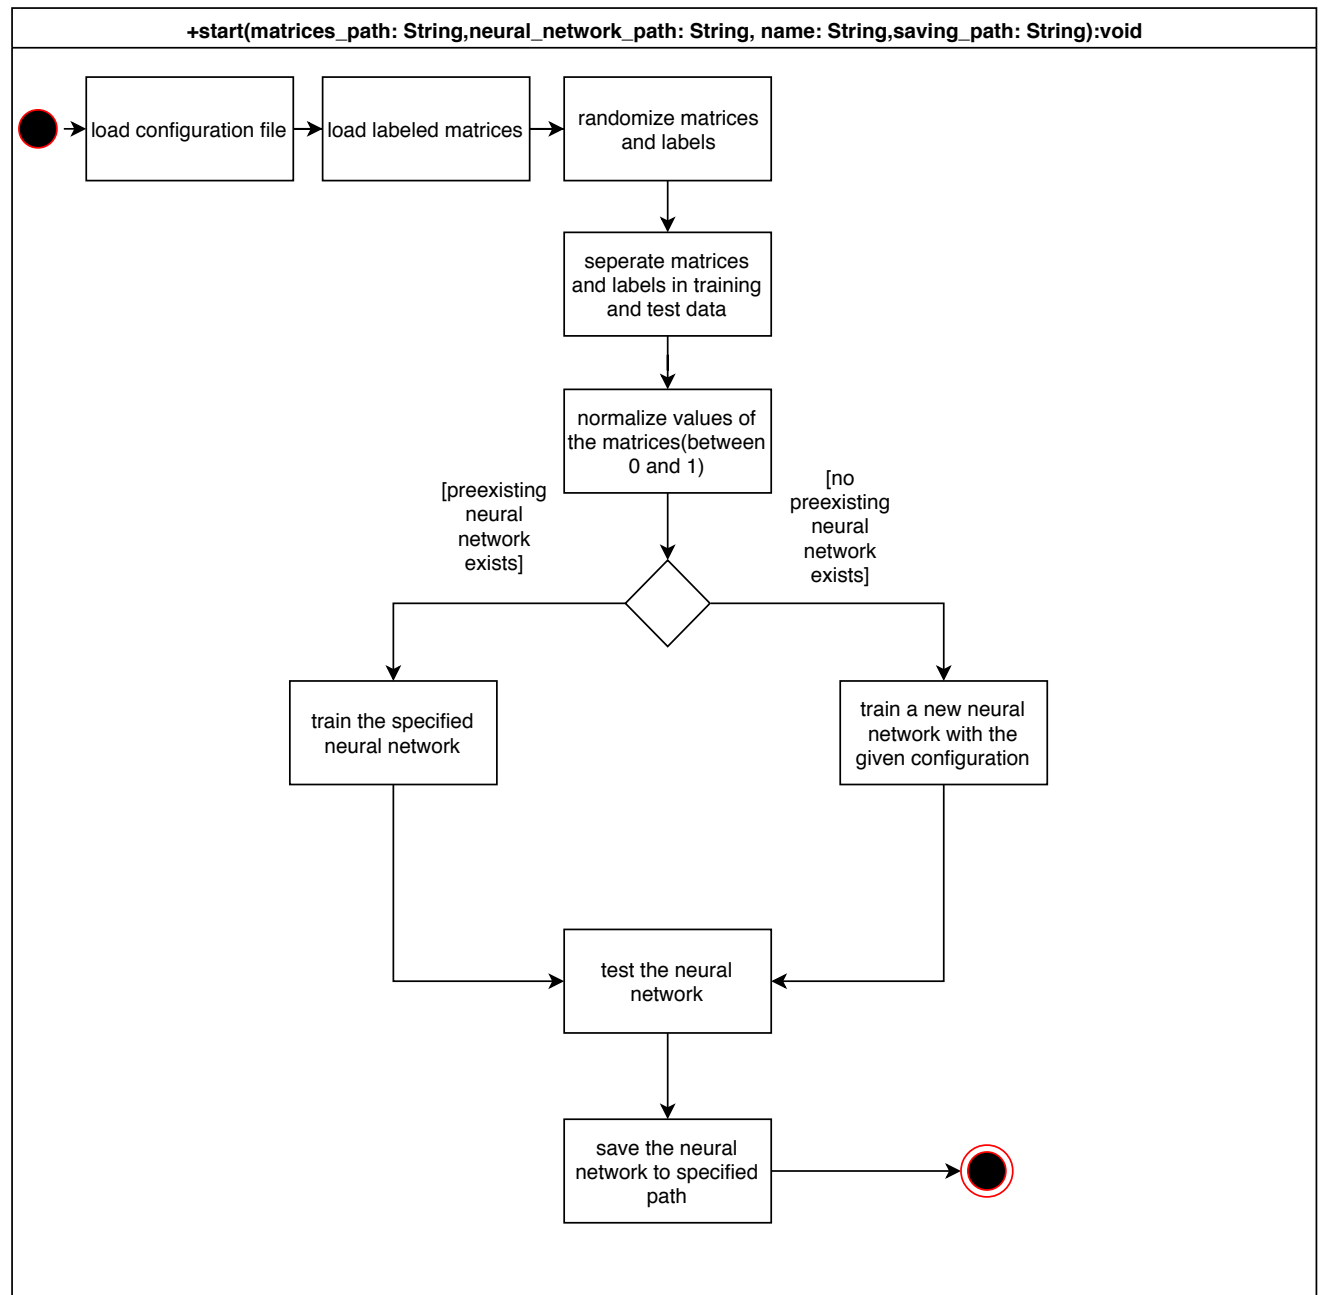 +start(matrices_path: String,neural_network_path: String, name: String,saving_path: String):void
load configuration file
load labeled matrices
randomize matrices
and labels
seperate matrices
and labels in training
and test data
normalize values of
the matrices(between
0 and 1)
[preexisting
neural
network
exists]
[no
preexisting
neural
network
exists]
train the specified
neural network
train a new neural
network with the
given configuration
test the neural
network
save the neural
network to specified
path